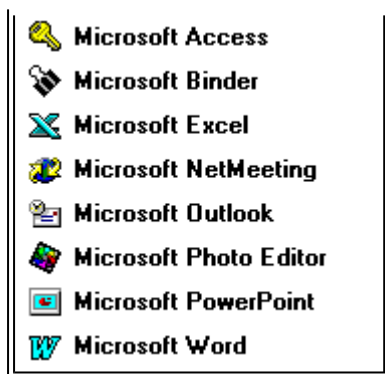 Microsoft Access
Microsoft Binder
Microsoft Excel
Microsoft NetMeeting
Microsoft Outlook
Microsoft Photo Editor
Microsoft PowerPoint
Microsoft Word